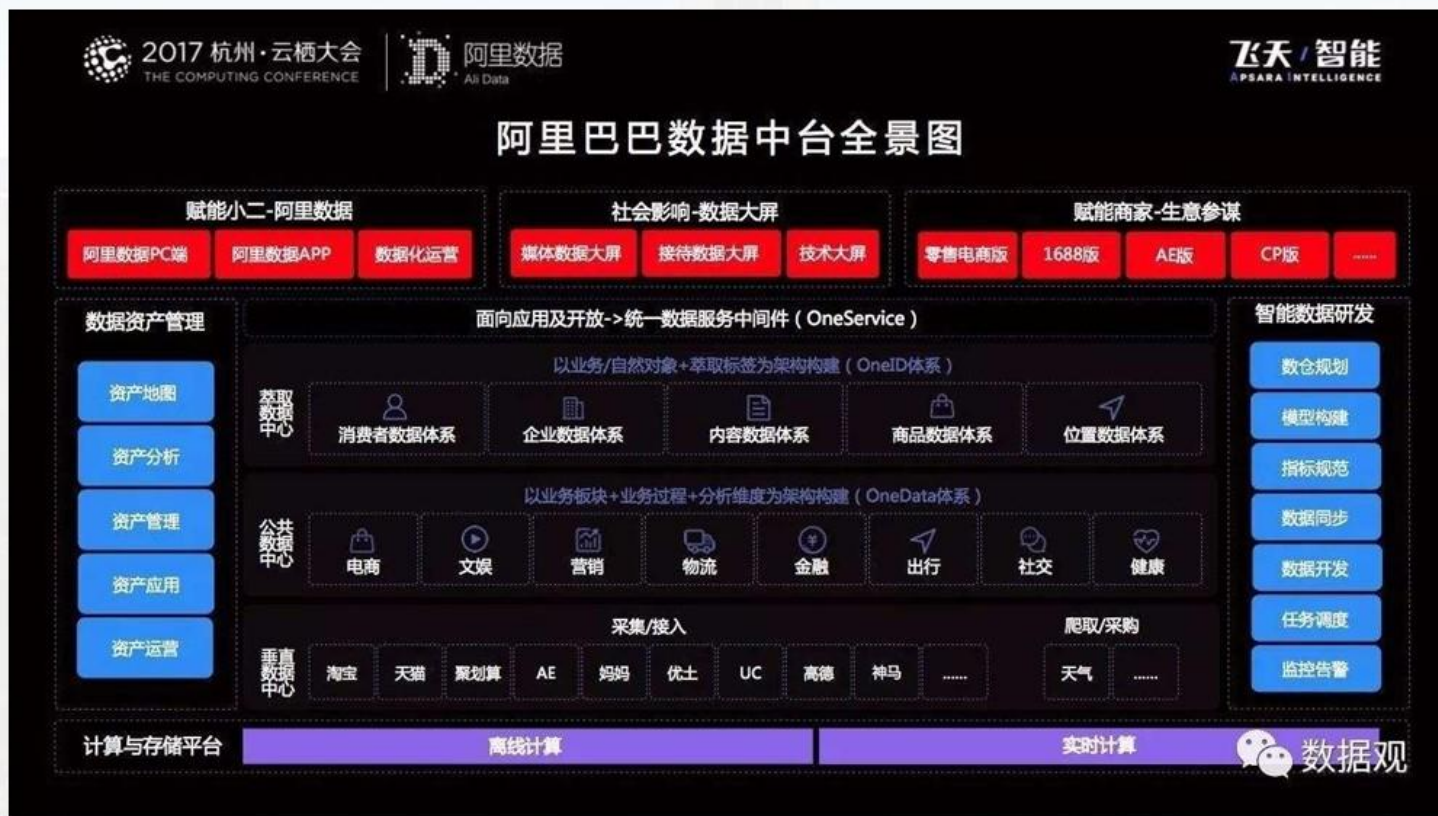 2017 杭州·云栖大会
THE COMPUTING CONFERENCE
阿里数据
Ali Data
飞天/智能
APSARA INTELLIGENCE
阿里巴巴数据中台全景图
赋能小二-阿里数据
阿里数据PC端 阿里数据APP 数据化运营
社会影响-数据大屏
媒体数据大屏 接待数据大屏 技术大屏
赋能商家-生意参谋
零售电商版 1688版 AE版 CP版 ......
数据资产管理
资产地图
资产分析
资产管理
资产应用
资产运营
面向应用及开放->统一数据服务中间件（OneService）
以业务/自然对象+萃取标签为架构构建（OneID体系）
萃取
数据
中心
消费者数据体系 企业数据体系 内容数据体系 商品数据体系 位置数据体系
以业务板块+业务过程+分析维度为架构构建（OneData体系）
公共
数据
中心
电商 文娱 营销 物流 金融 出行 社交 健康
采集/接入 爬取/采购
垂直
数据
中心
淘宝 天猫 聚划算 AE 妈妈 优土 UC 高德 神马 ...... 天气 ......
智能数据研发
数仓规划
模型构建
指标规范
数据同步
数据开发
任务调度
监控告警
计算与存储平台 离线计算 实时计算
数据观